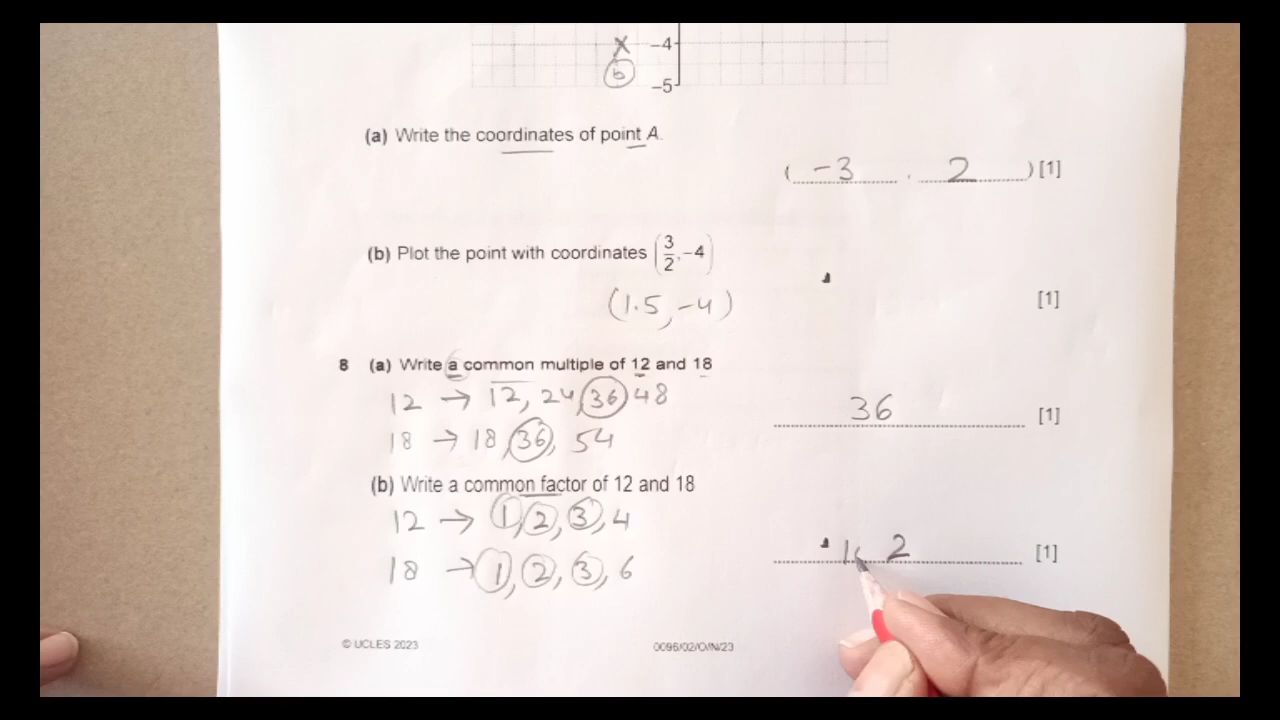 -4
b
-5
(a) Write the coordinates of point A.
(-3, 2) [1]
(b) Plot the point with coordinates (3/2, -4)
(1.5, -4) [1]
8 (a) Write a common multiple of 12 and 18
12 → 12, 24, 36 48
36 [1]
18 → 18, 36, 54
(b) Write a common factor of 12 and 18
12 → 1, 2, 3, 4
2 [1]
18 → 1, 2, 3, 6
© UCLES 2023 0096/02/O/N/23